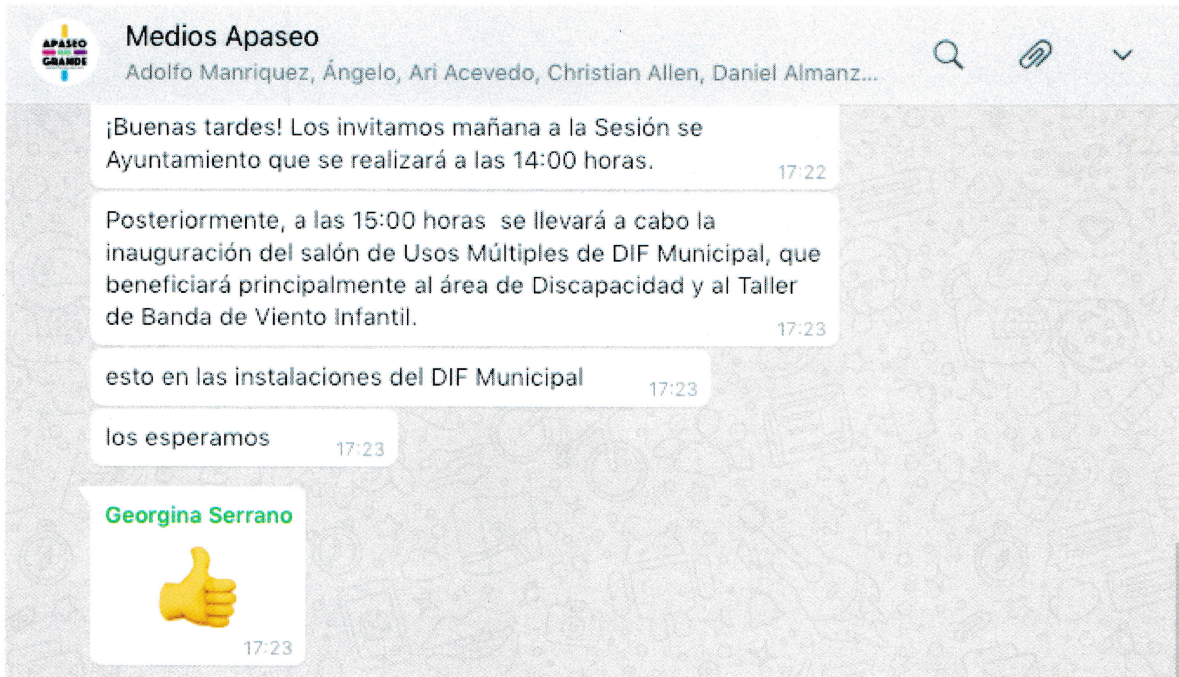 APASEO
GRANDE
Medios Apaseo
Adolfo Manriquez, Ángelo, Ari Acevedo, Christian Allen, Daniel Almanz...
¡Buenas tardes! Los invitamos mañana a la Sesión se
Ayuntamiento que se realizará a las 14:00 horas.
17:22
Posteriormente, a las 15:00 horas  se llevará a cabo la
inauguración del salón de Usos Múltiples de DIF Municipal, que
beneficiará principalmente al área de Discapacidad y al Taller
de Banda de Viento Infantil.
17:23
esto en las instalaciones del DIF Municipal
17:23
los esperamos
17:23
Georgina Serrano
17:23